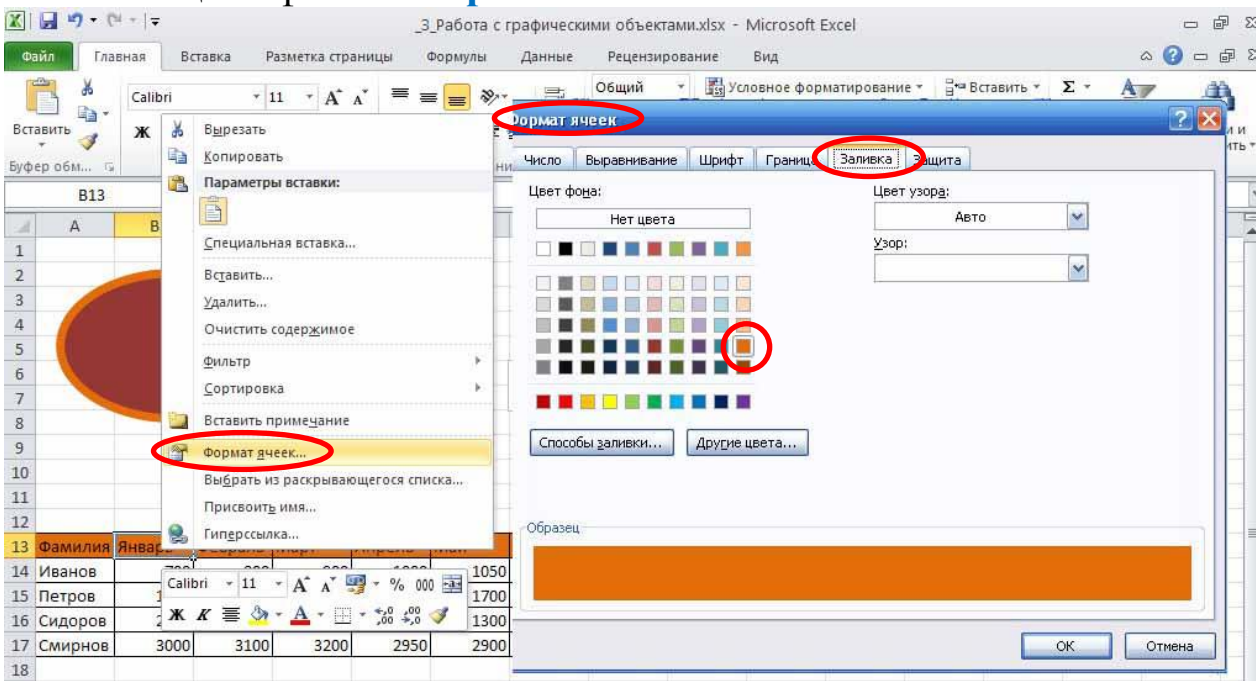 _3_Работа с графическими объектами.xlsx - Microsoft Excel
Файл Главная Вставка Разметка страницы Формулы Данные Рецензирование Вид
Calibri 11 Общий Условное форматирование Вставить Σ
Вставить
Ж
Буфер обм...
B13
A B
1
2
3
4
5
6
7
8
9
10
11
12
13 Фамилия Январь Февраль Март Апрель Май
14 Иванов 1050
15 Петров 1700
16 Сидоров 1300
17 Смирнов 3000 3100 3200 2950 2900
18
Вырезать
Копировать
Параметры вставки:
Специальная вставка...
Вставить...
Удалить...
Очистить содержимое
Фильтр
Сортировка
Вставить примечание
Формат ячеек...
Выбрать из раскрывающегося списка...
Присвоить имя...
Гиперссылка...
Calibri 11 A A % 000
Ж К A
Формат ячеек
Число Выравнивание Шрифт Граница Заливка Защита
Цвет фона:
Нет цвета
Цвет узора:
Авто
Узор:
Способы заливки... Другие цвета...
Образец
ОК Отмена